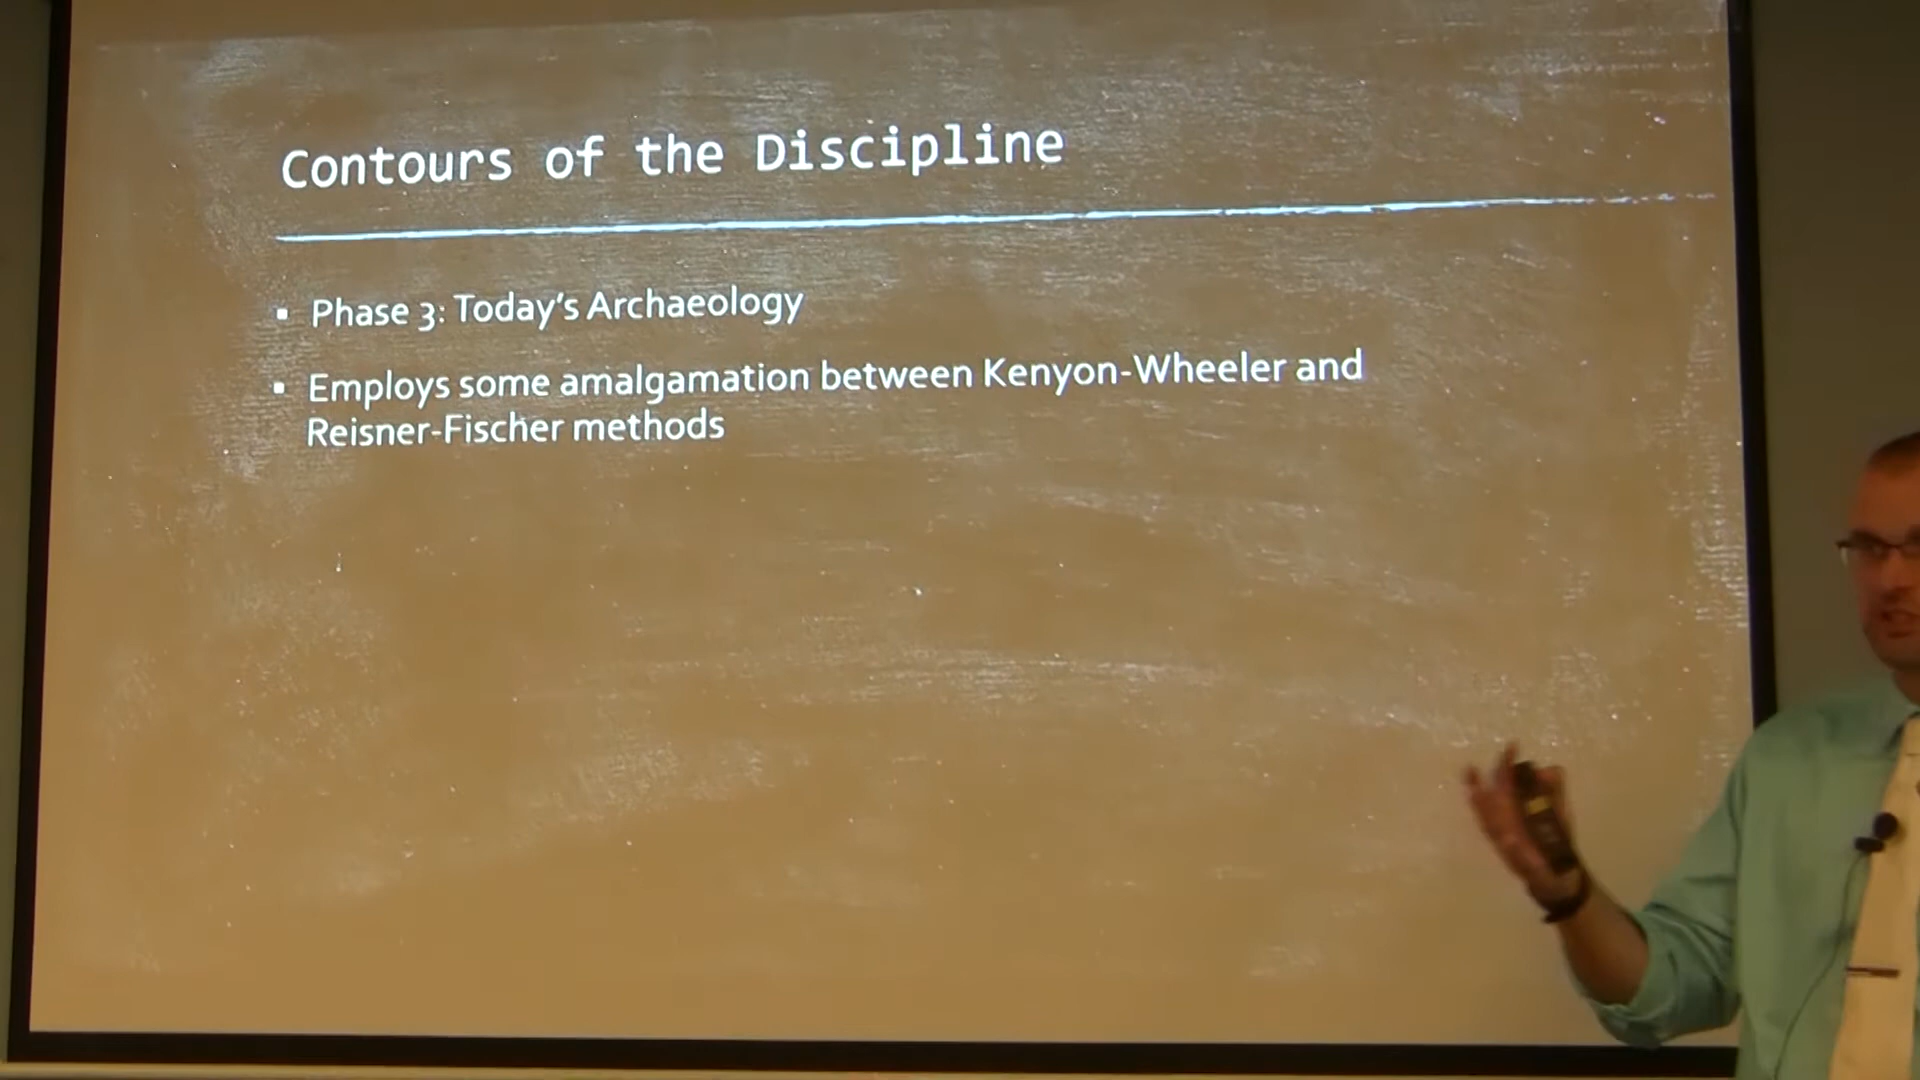 Contours of the Discipline
▪ Phase 3: Today's Archaeology
▪ Employs some amalgamation between Kenyon-Wheeler and
Reisner-Fischer methods